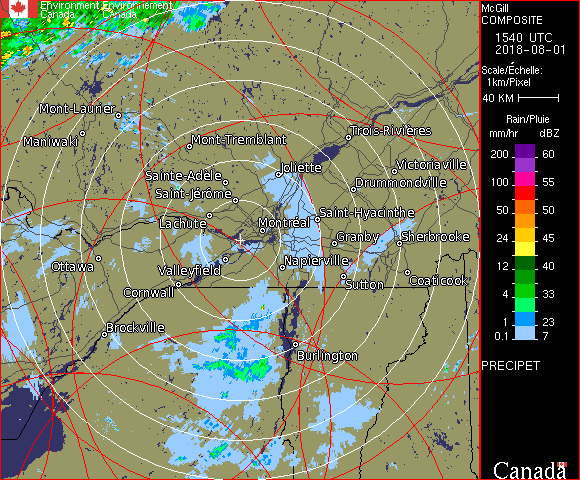 Environment Environnement
Canada Canada
McGill
COMPOSITE
1540 UTC
2018-08-01
Scale/Échelle:
1km/Pixel
40 KM
Rain/Pluie
mm/hr dBZ
200 60
150 57
100 55
50 50
24 45
12 40
4 33
1 23
0.1 7
PRECIPET
Canada
Mont-Laurier
Maniwaki
Mont-Tremblant
Trois-Rivières
Joliette
Victoriaville
Sainte-Adèle
Drummondville
Saint-Jérôme
Lachute
Saint-Hyacinthe
Montréal
Granby
Sherbrooke
Ottawa
Valleyfield
Napierville
Sutton
Coaticook
Cornwall
Brockville
Burlington